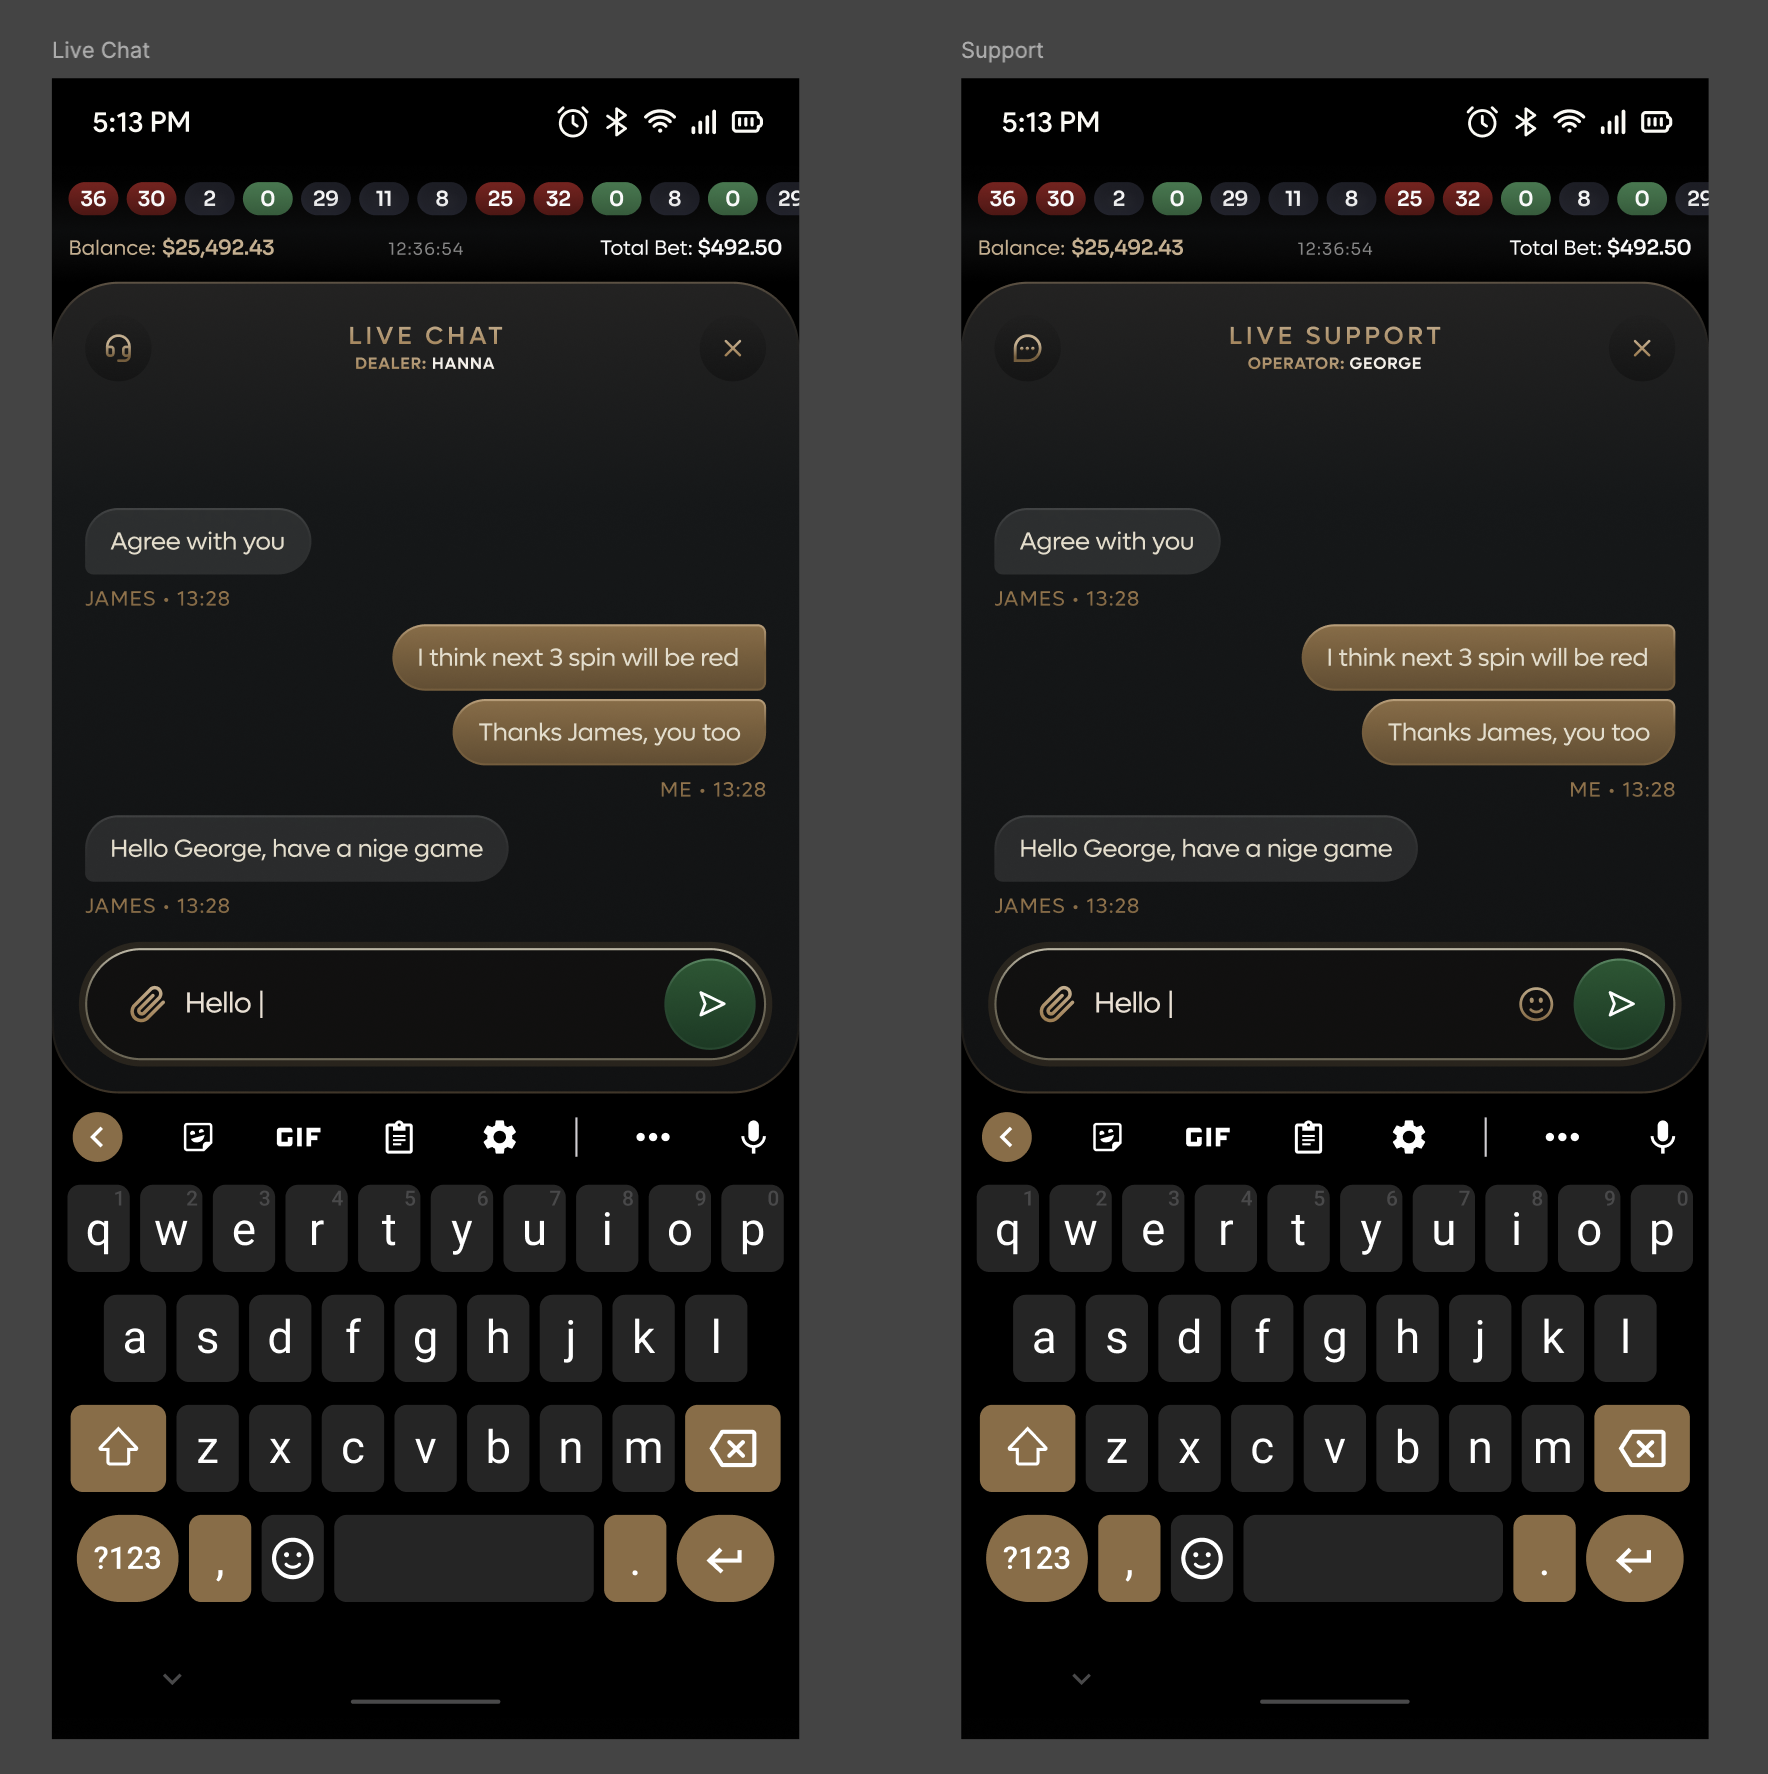 Live Chat
5:13 PM
36 30 2 0 29 11 8 25 32 0 8 0 29
Balance: $25,492.43 12:36:54 Total Bet: $492.50
LIVE CHAT
DEALER: HANNA
Agree with you
JAMES • 13:28
I think next 3 spin will be red
Thanks James, you too
ME • 13:28
Hello George, have a nige game
JAMES • 13:28
Hello |
GIF
1 2 3 4 5 6 7 8 9 0
q w e r t y u i o p
a s d f g h j k l
z x c v b n m
?123 , .
Support
5:13 PM
36 30 2 0 29 11 8 25 32 0 8 0 29
Balance: $25,492.43 12:36:54 Total Bet: $492.50
LIVE SUPPORT
OPERATOR: GEORGE
Agree with you
JAMES • 13:28
I think next 3 spin will be red
Thanks James, you too
ME • 13:28
Hello George, have a nige game
JAMES • 13:28
Hello |
GIF
1 2 3 4 5 6 7 8 9 0
q w e r t y u i o p
a s d f g h j k l
z x c v b n m
?123 , .